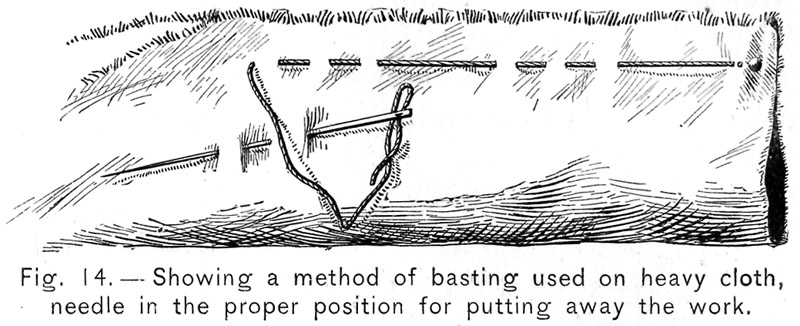 Fig. 14. — Showing a method of basting used on heavy cloth,
needle in the proper position for putting away the work.